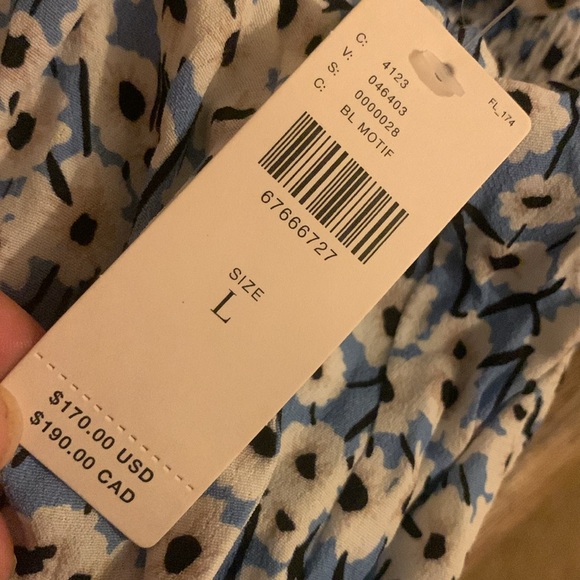 C: 4123
V: 046403
S: 0000028
C: BL MOTIF
FL_174
67666727
SIZE
L
$170.00 USD
$190.00 CAD